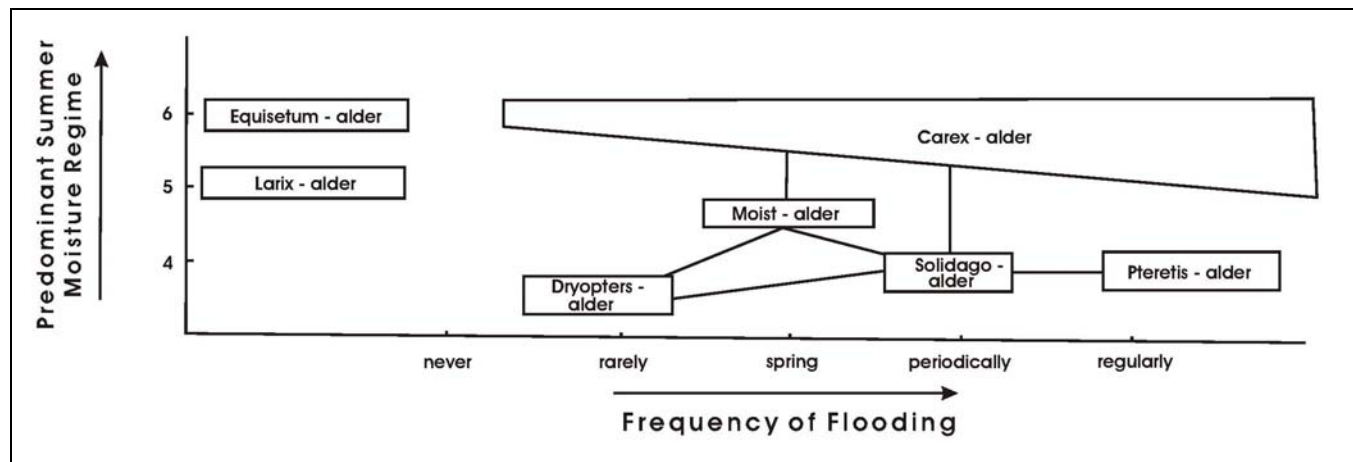 Predominant Summer
Moisture Regime
6
5
4
Equisetum - alder
Larix - alder
Carex - alder
Moist - alder
Dryopters -
alder
Solidago -
alder
Pteretis - alder
never
rarely
spring
periodically
regularly
Frequency of Flooding